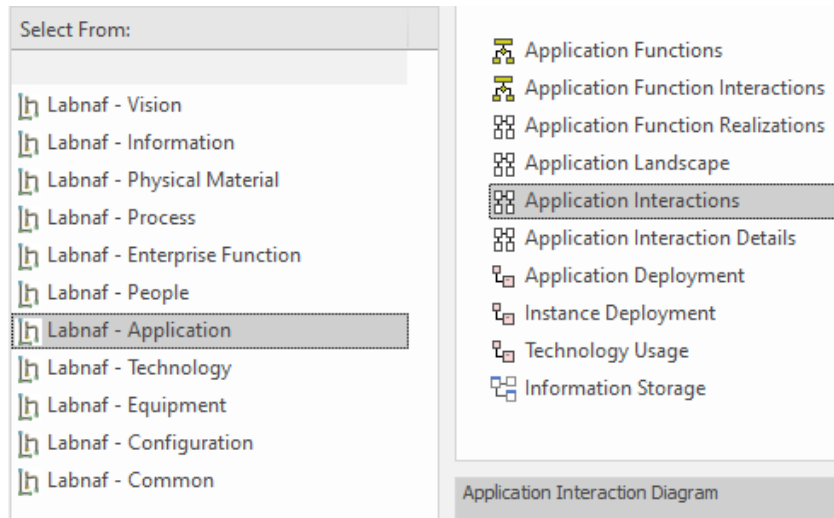 Select From:
Labnaf - Vision
Labnaf - Information
Labnaf - Physical Material
Labnaf - Process
Labnaf - Enterprise Function
Labnaf - People
Labnaf - Application
Labnaf - Technology
Labnaf - Equipment
Labnaf - Configuration
Labnaf - Common
Application Functions
Application Function Interactions
Application Function Realizations
Application Landscape
Application Interactions
Application Interaction Details
Application Deployment
Instance Deployment
Technology Usage
Information Storage
Application Interaction Diagram